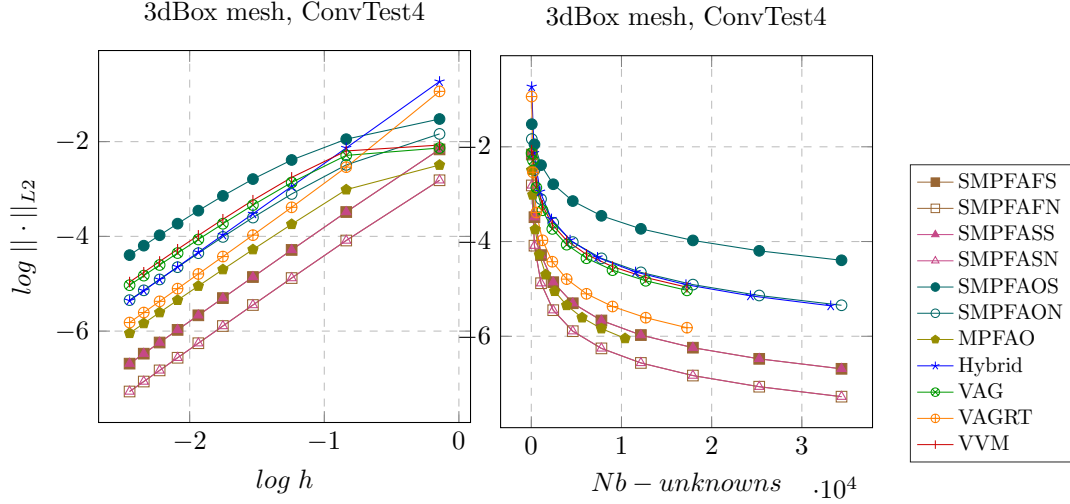 3dBox mesh, ConvTest4
−2
−4
−6
−2
−1
0
log h
log || · ||L2
3dBox mesh, ConvTest4
−2
−4
−6
0
1
2
3
·10^4
Nb − unknowns
SMPFAFS
SMPFAFN
SMPFASS
SMPFASN
SMPFAOS
SMPFAON
MPFAO
Hybrid
VAG
VAGRT
VVM